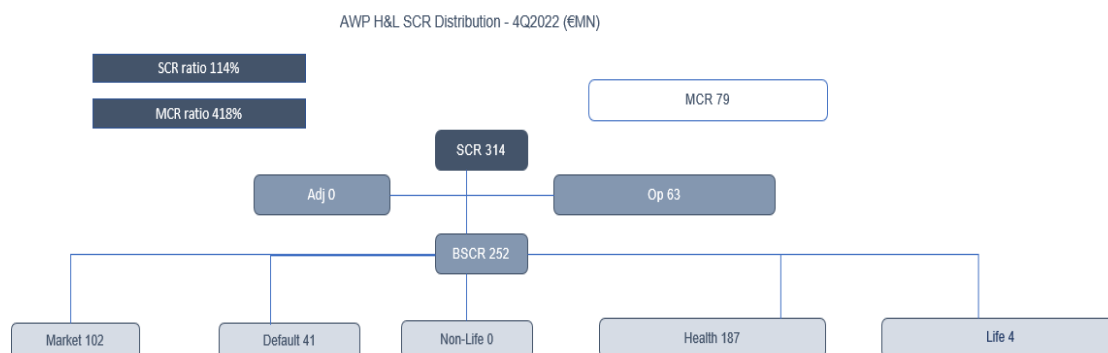 AWP H&L SCR Distribution - 4Q2022 (€MN)
SCR ratio 114%
MCR 79
MCR ratio 418%
SCR 314
Adj 0
Op 63
BSCR 252
Market 102
Default 41
Non-Life 0
Health 187
Life 4